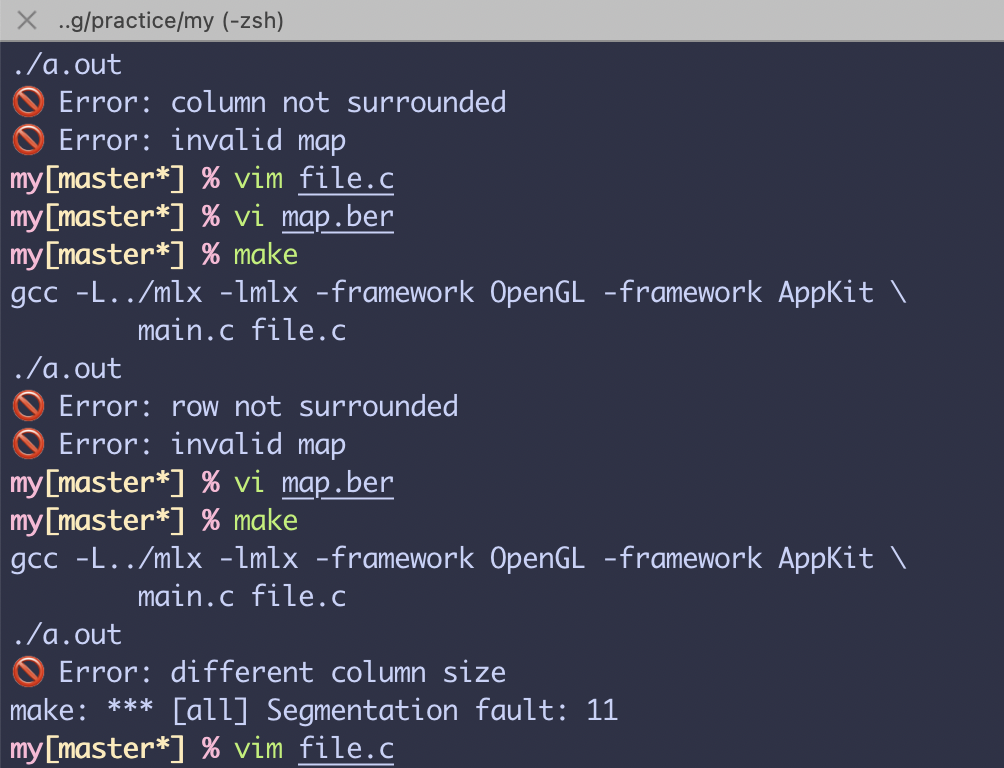 ..g/practice/my (-zsh)
./a.out
🚫 Error: column not surrounded
🚫 Error: invalid map
my[master*] % vim file.c
my[master*] % vi map.ber
my[master*] % make
gcc -L../mlx -lmlx -framework OpenGL -framework AppKit \
        main.c file.c
./a.out
🚫 Error: row not surrounded
🚫 Error: invalid map
my[master*] % vi map.ber
my[master*] % make
gcc -L../mlx -lmlx -framework OpenGL -framework AppKit \
        main.c file.c
./a.out
🚫 Error: different column size
make: *** [all] Segmentation fault: 11
my[master*] % vim file.c